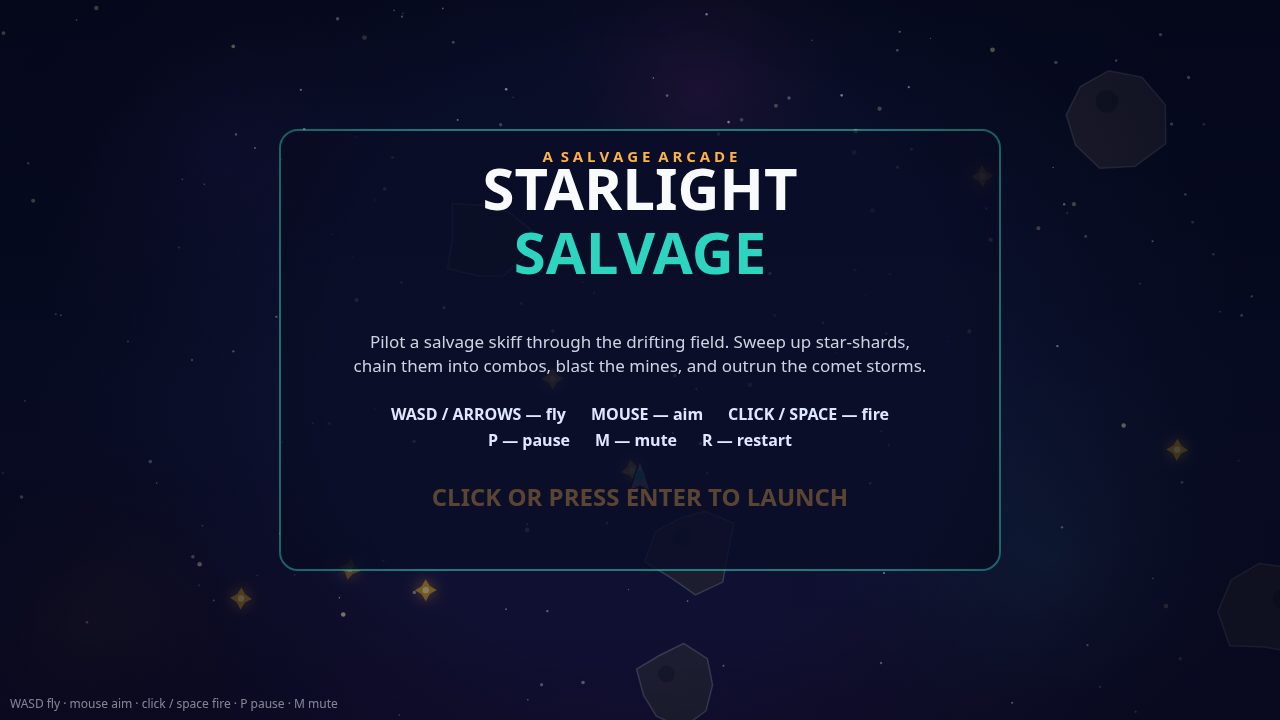 A SALVAGE ARCADE
STARLIGHT
SALVAGE
Pilot a salvage skiff through the drifting field. Sweep up star-shards,
chain them into combos, blast the mines, and outrun the comet storms.
WASD / ARROWS — fly MOUSE — aim CLICK / SPACE — fire
P — pause M — mute R — restart
CLICK OR PRESS ENTER TO LAUNCH
WASD fly · mouse aim · click / space fire · P pause · M mute